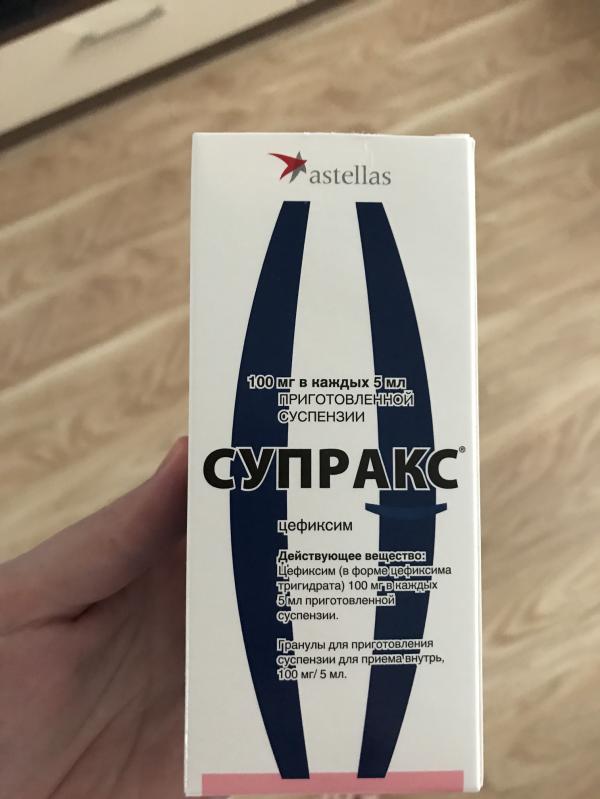 astellas
100 мг в каждых 5 мл
ПРИГОТОВЛЕННОЙ
СУСПЕНЗИИ
СУПРАКС®
цефиксим
Действующее вещество:
Цефиксим (в форме цефиксима
тригидрата) 100 мг в каждых
5 мл приготовленной
суспензии.
Гранулы для приготовления
суспензии для приема внутрь,
100 мг/ 5 мл.